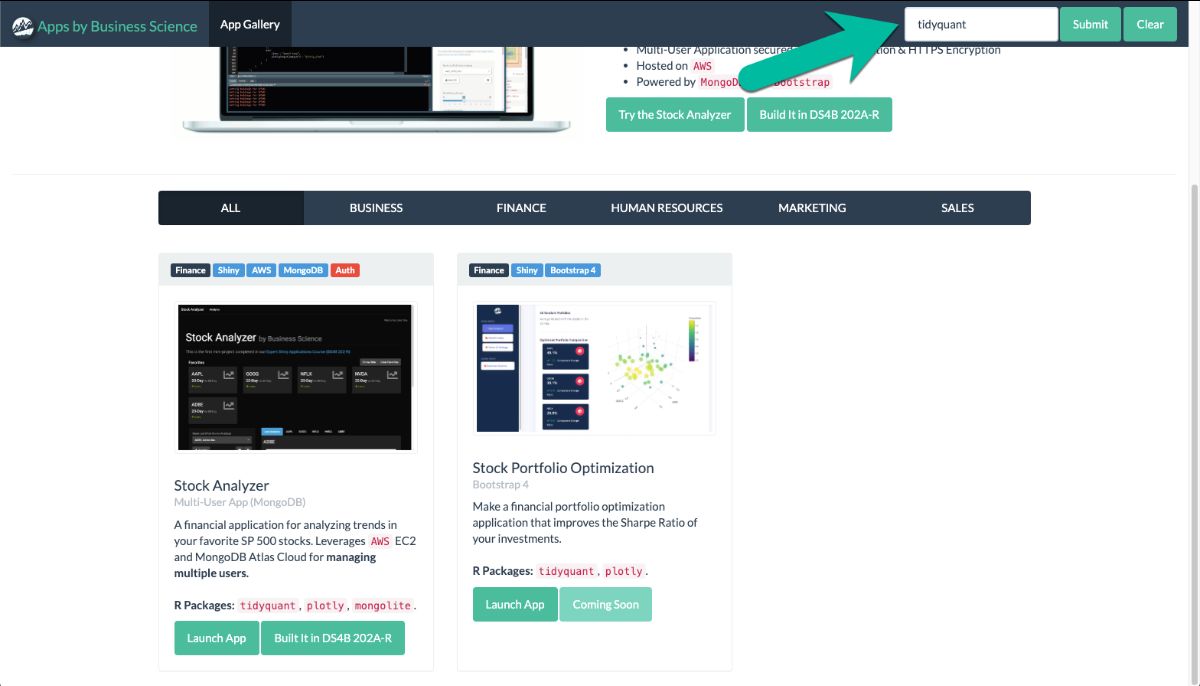 Apps by Business Science
App Gallery
tidyquant
Submit
Clear
Multi-User Application secured & HTTPS Encryption
Hosted on AWS
Powered by
Try the Stock Analyzer
Build It in DS4B 202A-R
ALL
BUSINESS
FINANCE
HUMAN RESOURCES
MARKETING
SALES
Finance Shiny AWS MongoDB Auth
Stock Analyzer by Business Science
AAPL
GOOG
NFLX
NVDA
ADBE
Stock Analyzer
Multi-User App (MongoDB)
A financial application for analyzing trends in
your favorite SP 500 stocks. Leverages AWS EC2
and MongoDB Atlas Cloud for managing
multiple users.
R Packages: tidyquant, plotly, mongolite.
Launch App
Built It in DS4B 202A-R
Finance Shiny Bootstrap 4
Stock Portfolio Optimization
Bootstrap 4
Make a financial portfolio optimization
application that improves the Sharpe Ratio of
your investments.
R Packages: tidyquant, plotly.
Launch App
Coming Soon